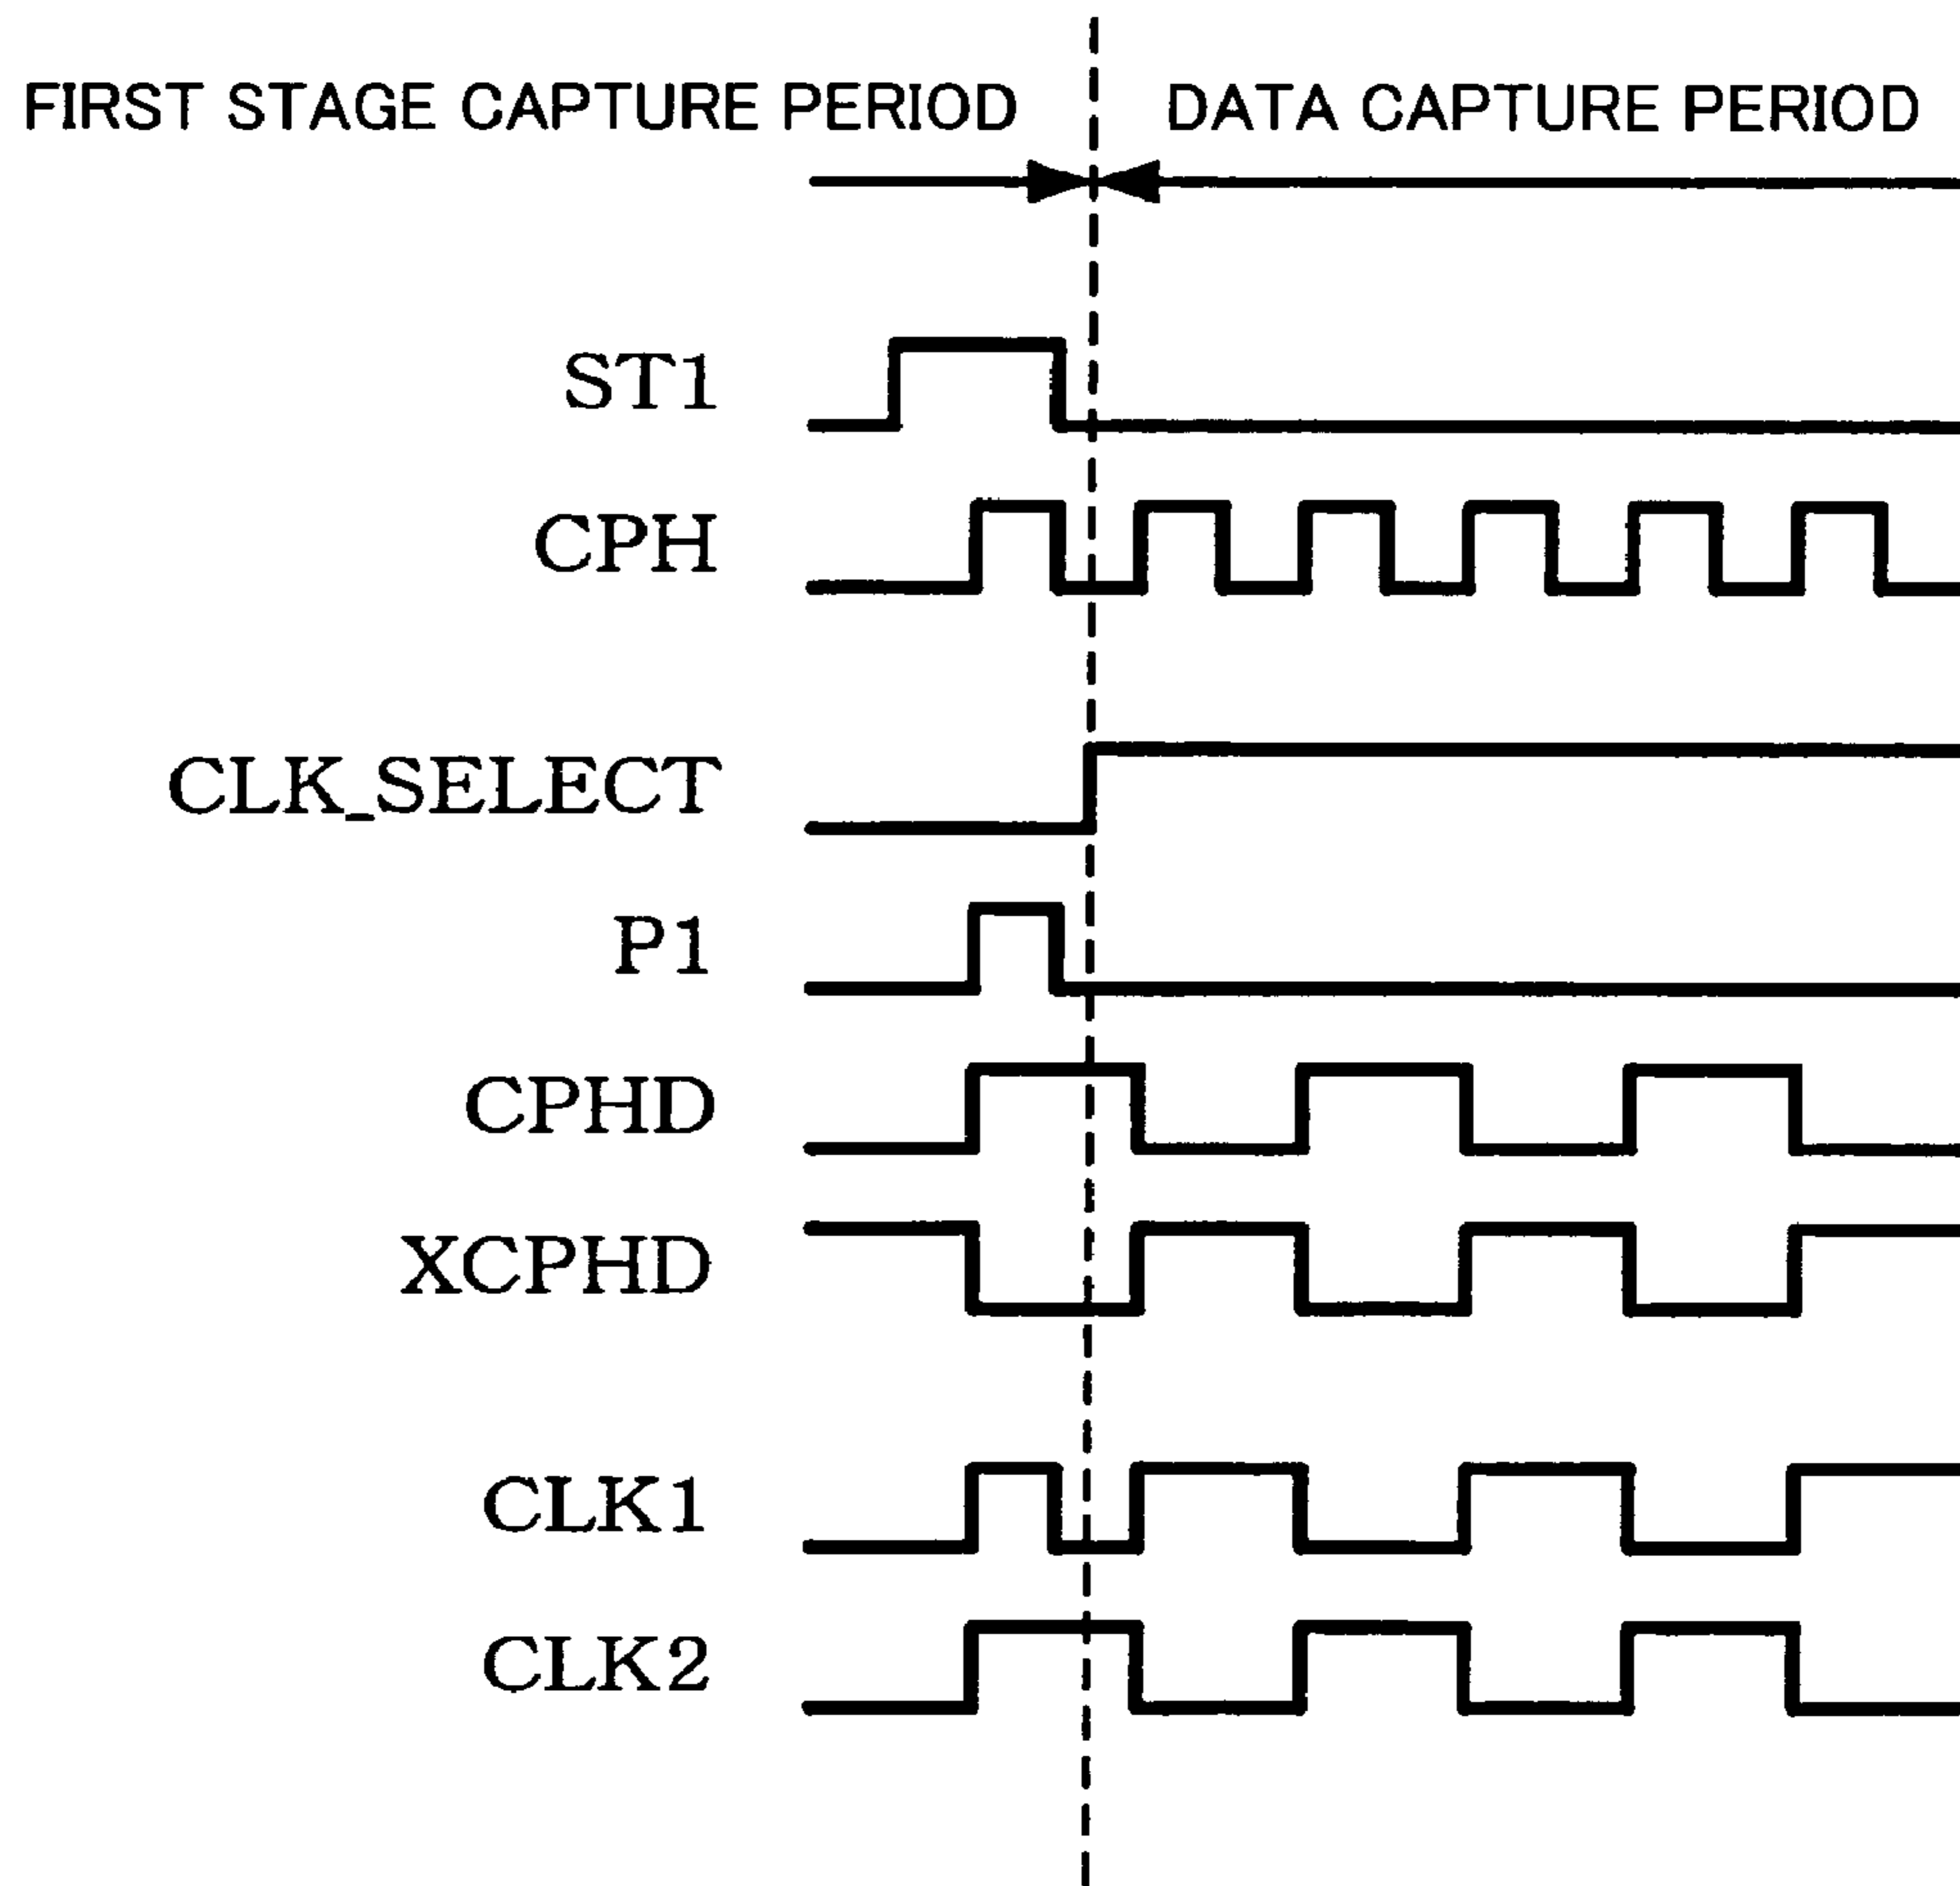 FIRST STAGE CAPTURE PERIOD DATA CAPTURE PERIOD
ST1
CPH
CLK_SELECT
P1
CPHD
XCPHD
CLK1
CLK2